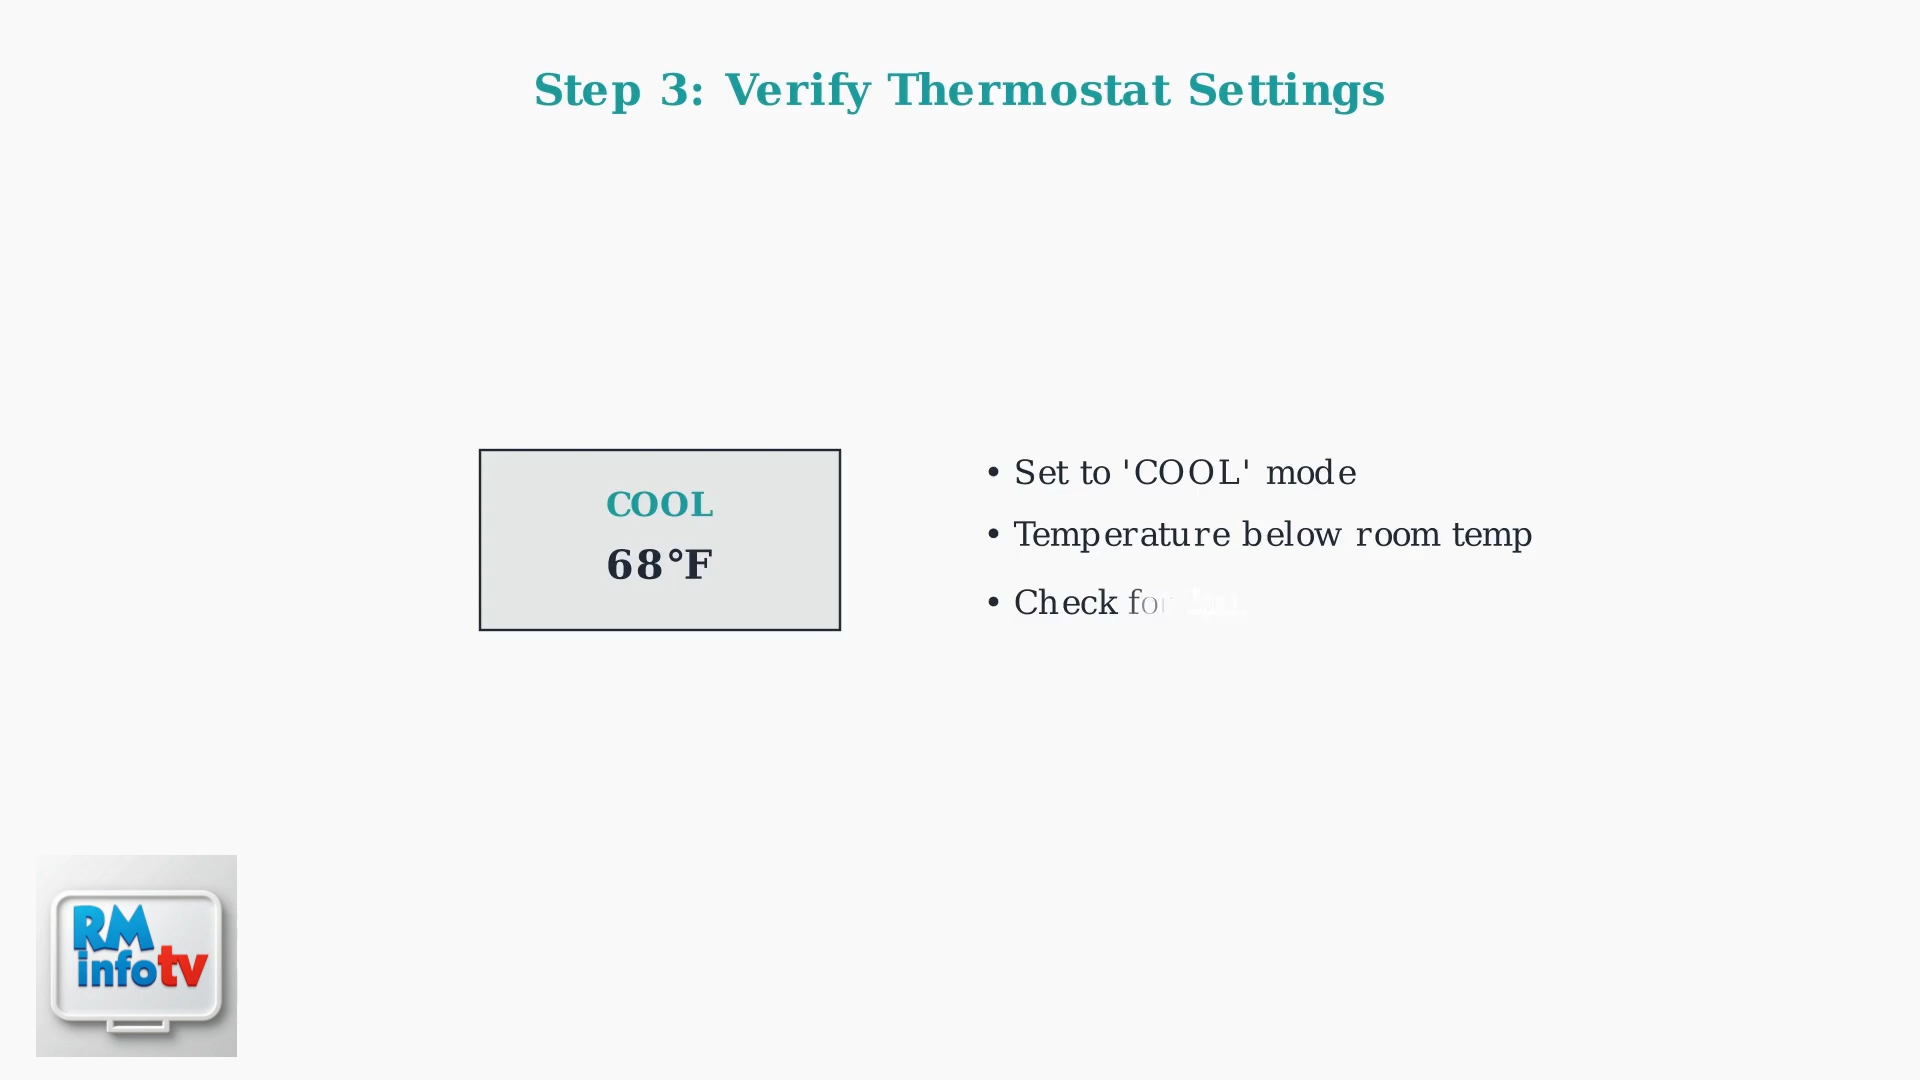 Step 3: Verify Thermostat Settings
COOL
68°F
• Set to 'COOL' mode
• Temperature below room temp
• Check for
RM
infotv